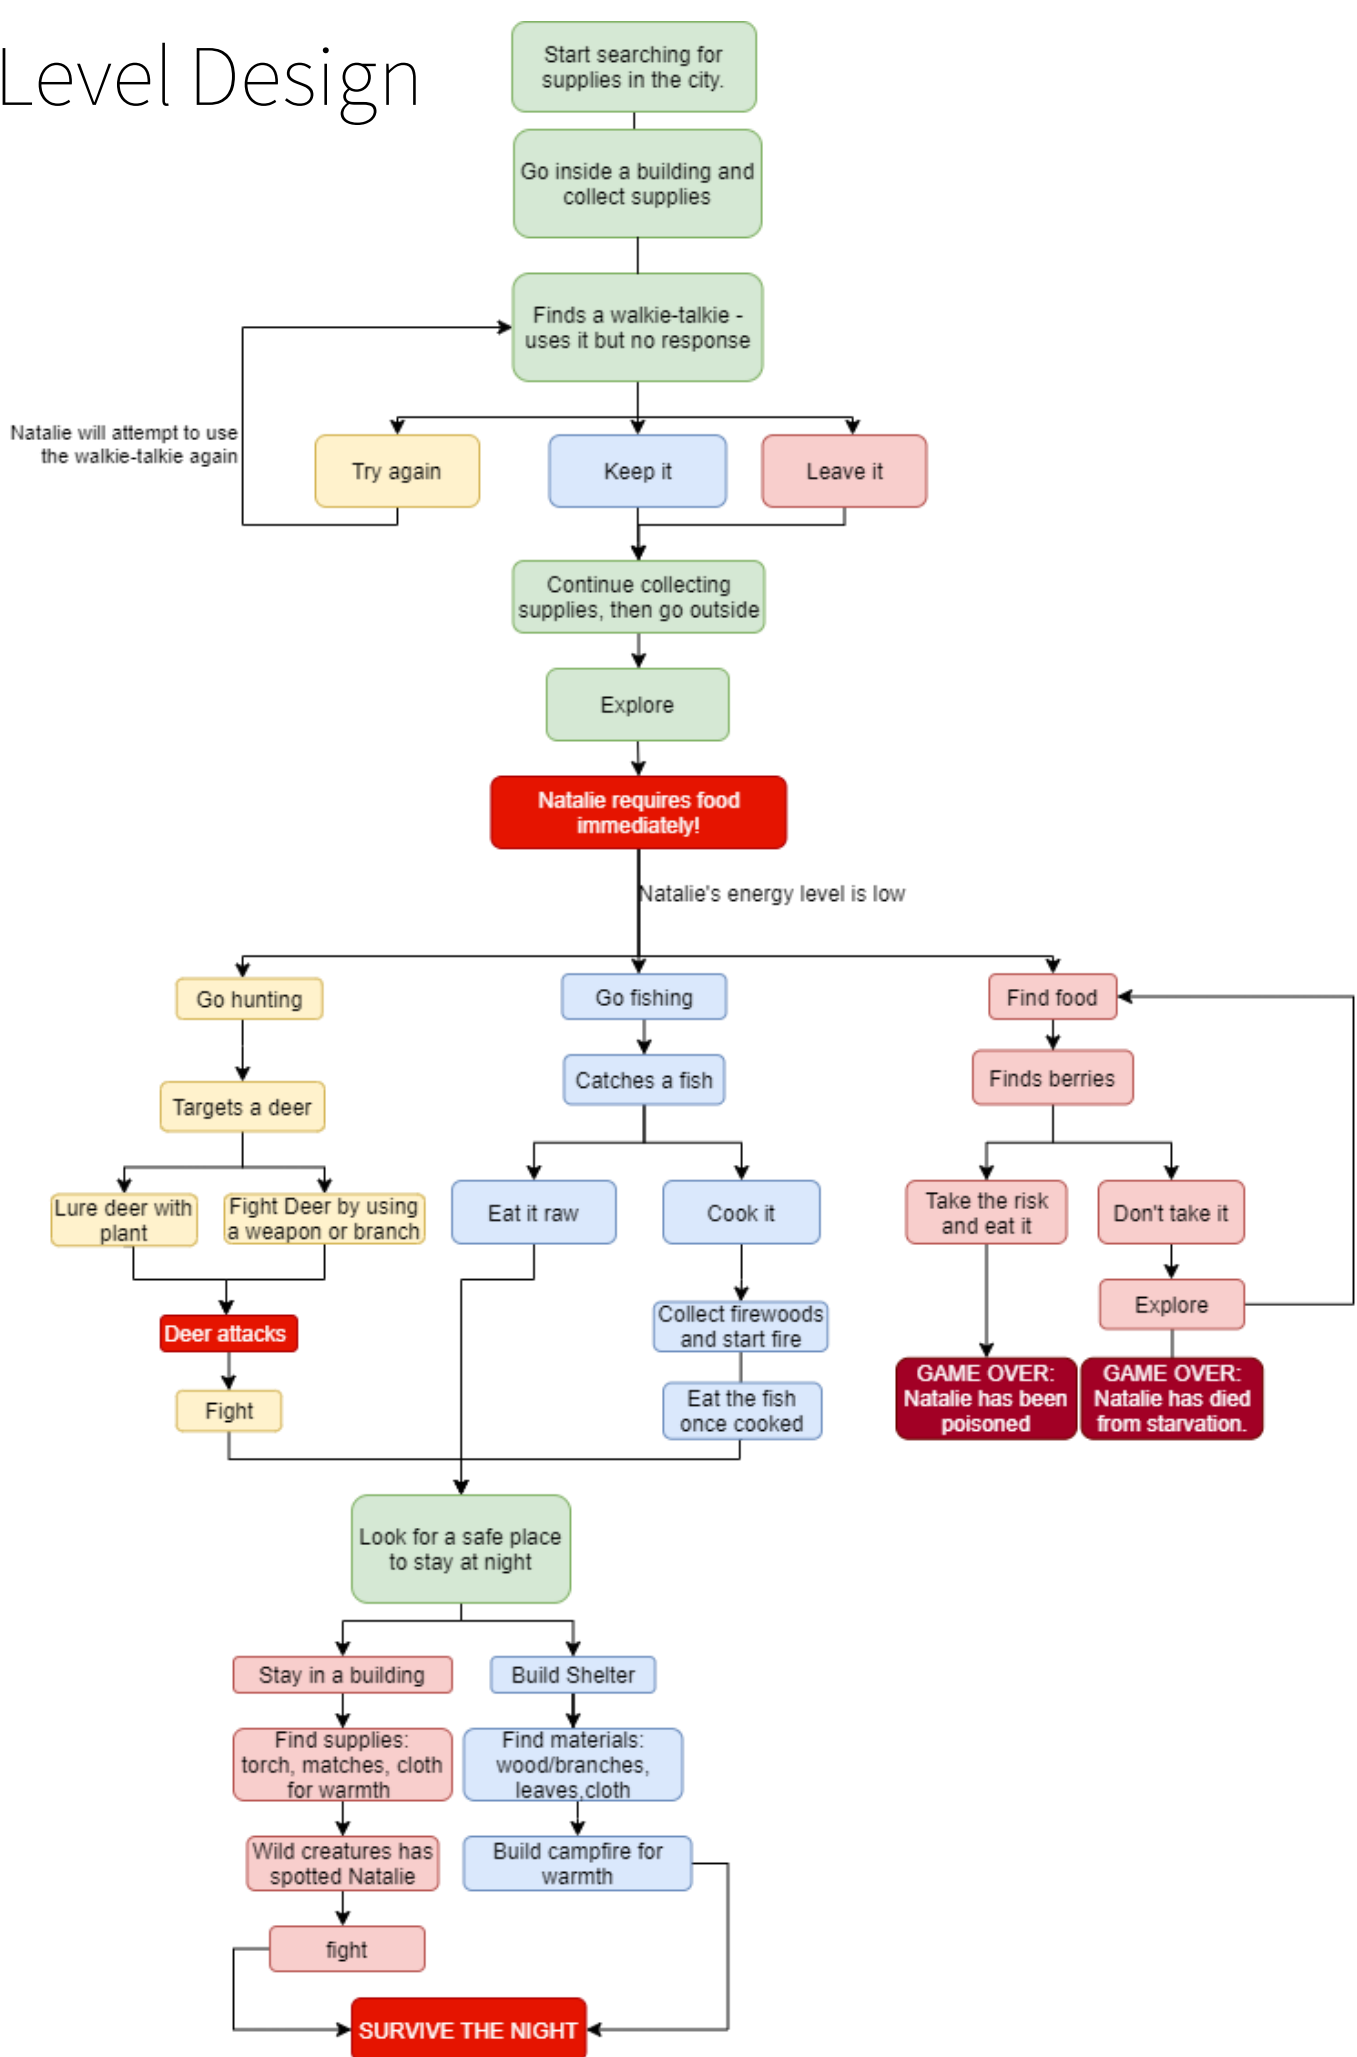 Level Design
Start searching for
supplies in the city.
Go inside a building and
collect supplies
Finds a walkie-talkie -
uses it but no response
Natalie will attempt to use
the walkie-talkie again
Try again
Keep it
Leave it
Continue collecting
supplies, then go outside
Explore
Natalie requires food
immediately!
Natalie's energy level is low
Go hunting
Go fishing
Find food
Targets a deer
Catches a fish
Finds berries
Lure deer with
plant
Fight Deer by using
a weapon or branch
Eat it raw
Cook it
Take the risk
and eat it
Don't take it
Deer attacks
Collect firewoods
and start fire
Explore
Fight
Eat the fish
once cooked
GAME OVER:
Natalie has been
poisoned
GAME OVER:
Natalie has died
from starvation.
Look for a safe place
to stay at night
Stay in a building
Build Shelter
Find supplies:
torch, matches, cloth
for warmth
Find materials:
wood/branches,
leaves,cloth
Wild creatures has
spotted Natalie
Build campfire for
warmth
fight
SURVIVE THE NIGHT